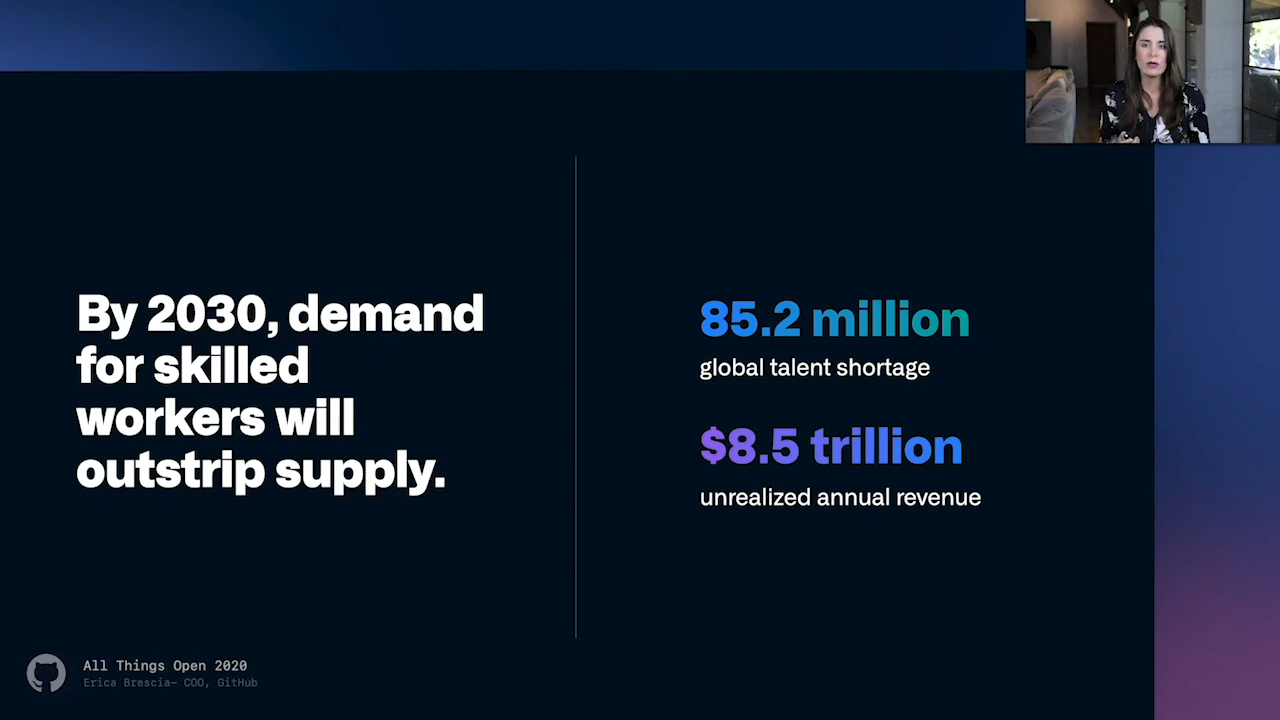 By 2030, demand
for skilled
workers will
outstrip supply.
85.2 million
global talent shortage
$8.5 trillion
unrealized annual revenue
All Things Open 2020
Erica Brescia– COO, GitHub